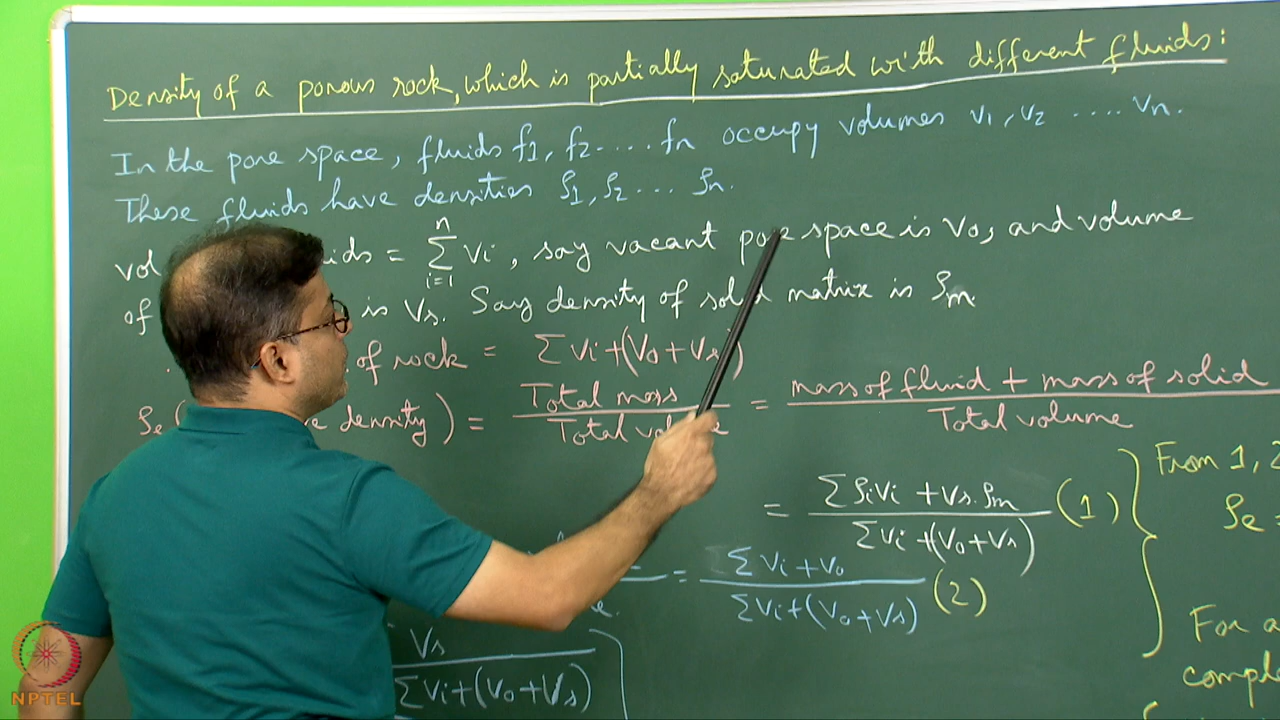 Density of a porous rock, which is partially saturated with different fluids:
In the pore space, fluids f1, f2 .... fn occupy volumes v1, v2 ..... vn.
These fluids have densities ρ1, ρ2 ... ρn.
vol = ∑ i=1 n Vi, say vacant pore space is V0, and volume
of is Vs. Say density of solid matrix is ρm.
of rock = ∑Vi+(V0+Vs)
ρe density) = Total mass / Total volume = mass of fluid + mass of solid / Total volume
= ∑ρiVi + Vs.ρm / ∑Vi+(V0+Vs) (1)
From 1, 2
ρe =
= ∑Vi+V0 / ∑Vi+(V0+Vs) (2)
Vs / ∑Vi+(V0+Vs)
For a
NPTEL